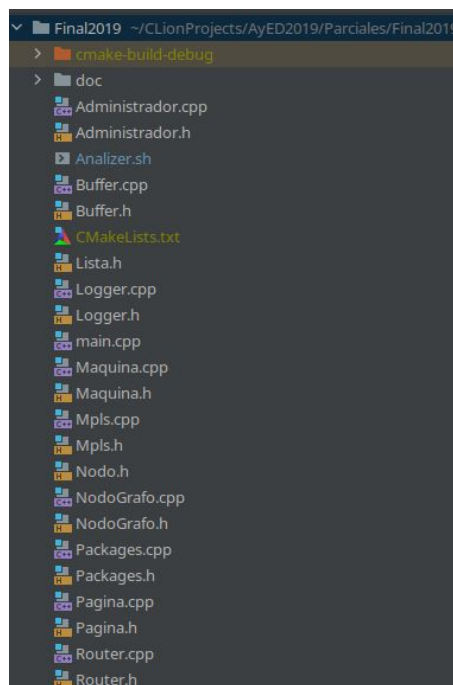 Final2019 ~/CLionProjects/AyED2019/Parciales/Final201
cmake-build-debug
doc
Administrador.cpp
Administrador.h
Analizer.sh
Buffer.cpp
Buffer.h
CMakeLists.txt
Lista.h
Logger.cpp
Logger.h
main.cpp
Maquina.cpp
Maquina.h
Mpls.cpp
Mpls.h
Nodo.h
NodoGrafo.cpp
NodoGrafo.h
Packages.cpp
Packages.h
Pagina.cpp
Pagina.h
Router.cpp
Router.h